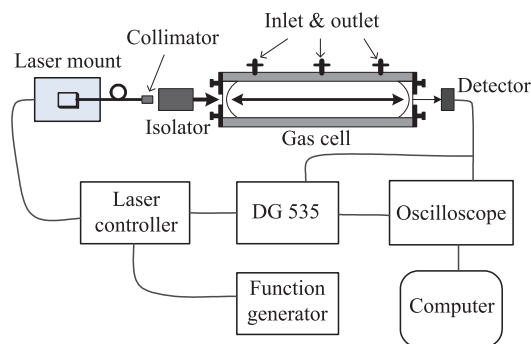 Inlet & outlet
Collimator
Laser mount
Isolator
Gas cell
Detector
Laser
controller
DG 535
Oscilloscope
Function
generator
Computer